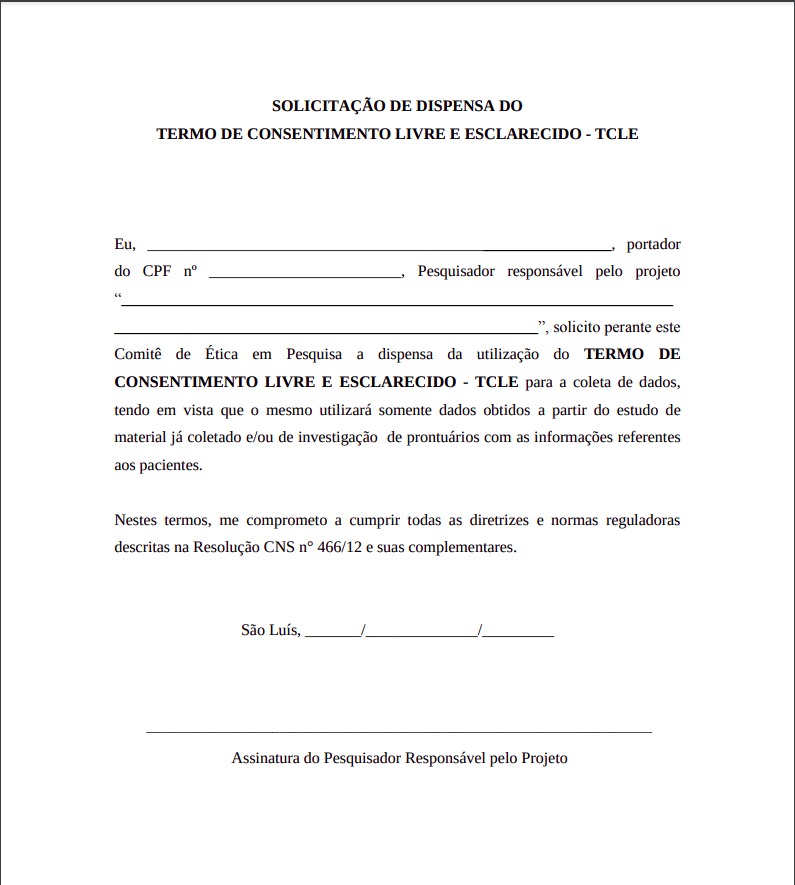 SOLICITAÇÃO DE DISPENSA DO
TERMO DE CONSENTIMENTO LIVRE E ESCLARECIDO - TCLE
Eu, ______________________________________________________, portador
do CPF nº ________________________, Pesquisador responsável pelo projeto
“_____________________________________________________________________
_____________________________________________________”, solicito perante este
Comitê de Ética em Pesquisa a dispensa da utilização do TERMO DE
CONSENTIMENTO LIVRE E ESCLARECIDO - TCLE para a coleta de dados,
tendo em vista que o mesmo utilizará somente dados obtidos a partir do estudo de
material já coletado e/ou de investigação de prontuários com as informações referentes
aos pacientes.
Nestes termos, me comprometo a cumprir todas as diretrizes e normas reguladoras
descritas na Resolução CNS n° 466/12 e suas complementares.
São Luís, _______/______________/_________
_______________________________________________________________
Assinatura do Pesquisador Responsável pelo Projeto